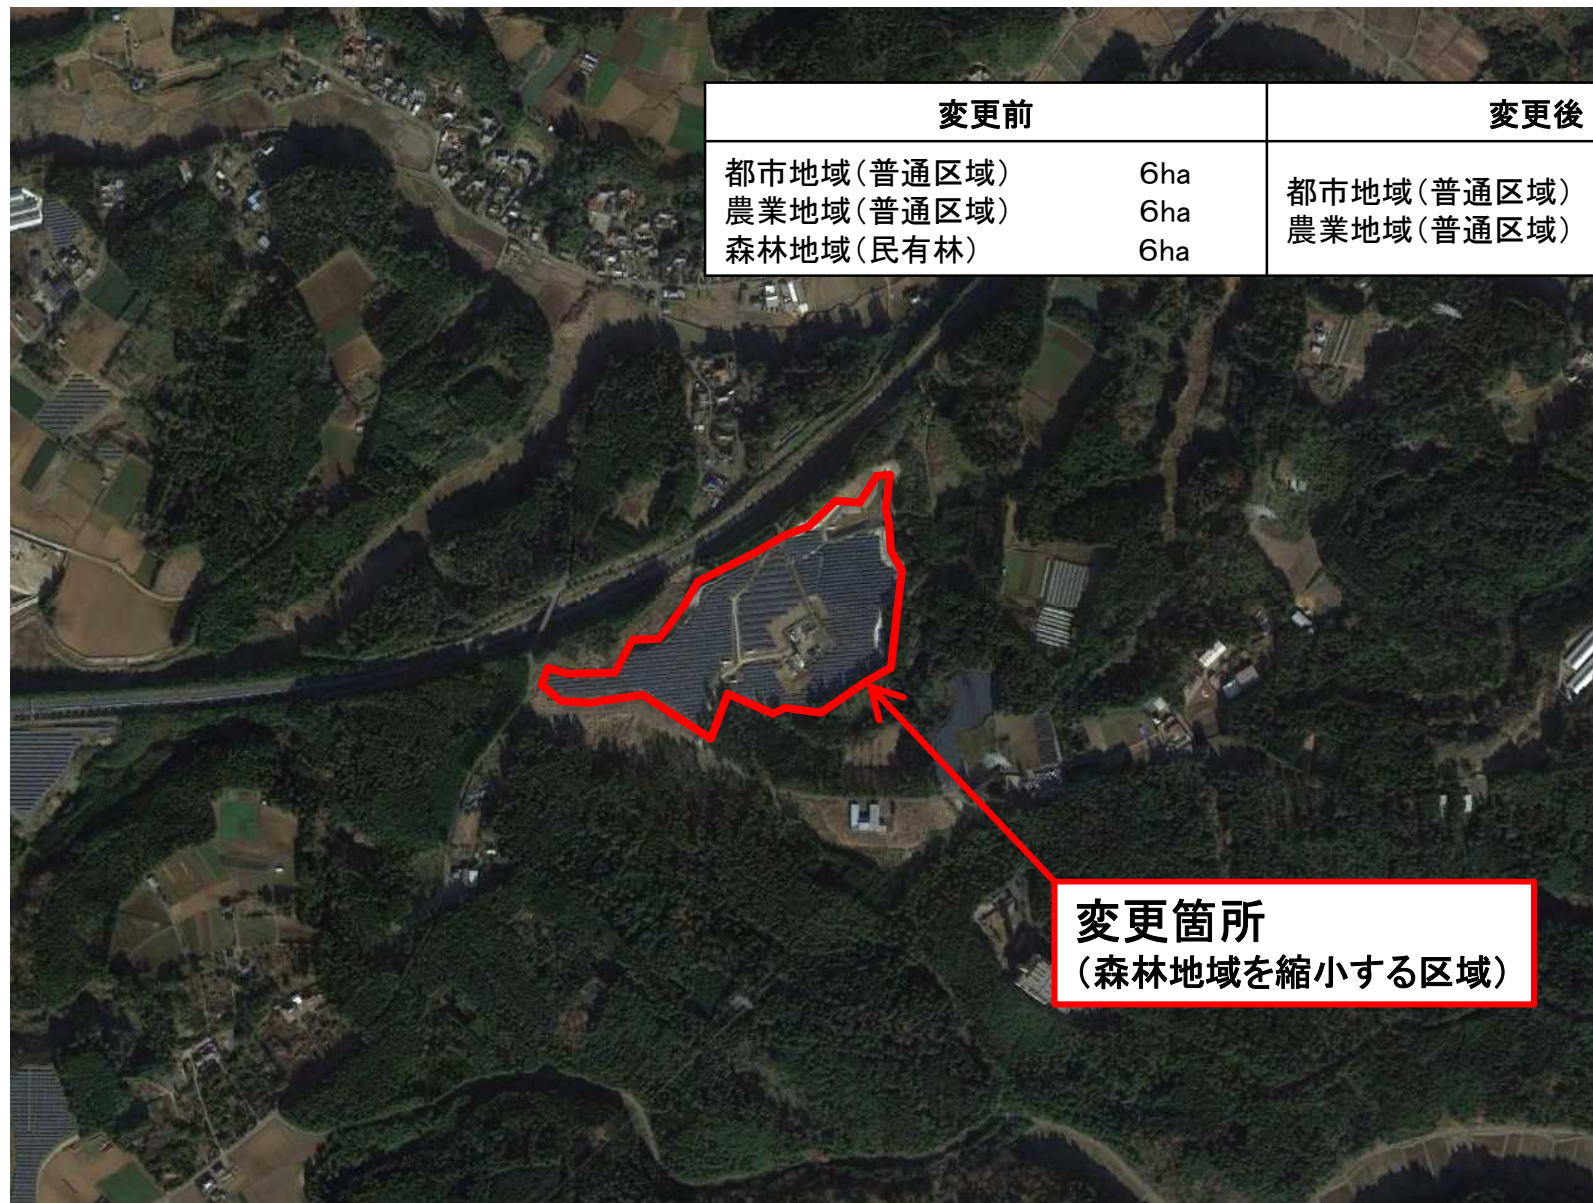 変更前
変更後
都市地域(普通区域) 6ha
農業地域(普通区域) 6ha
森林地域(民有林) 6ha
都市地域(普通区域)
農業地域(普通区域)
変更箇所
(森林地域を縮小する区域)